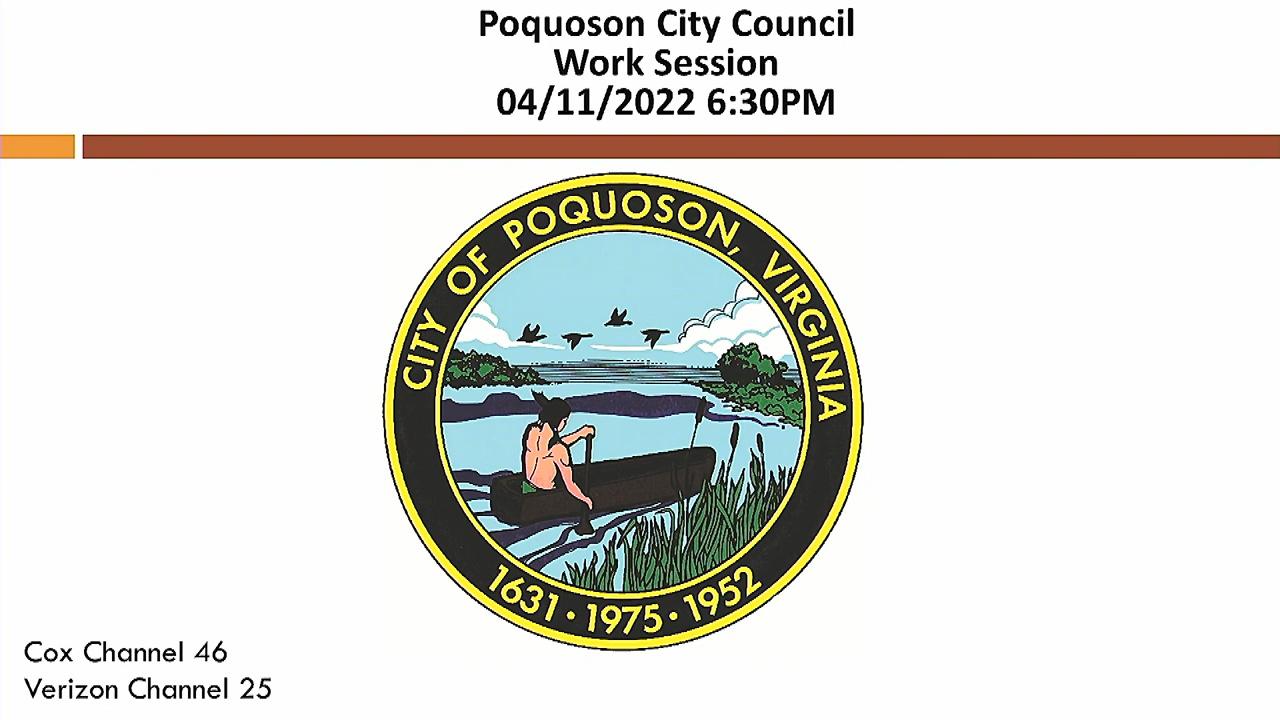 Poquoson City Council
Work Session
04/11/2022 6:30PM
CITY OF POQUOSON, VIRGINIA
1631 · 1975 · 1952
Cox Channel 46
Verizon Channel 25